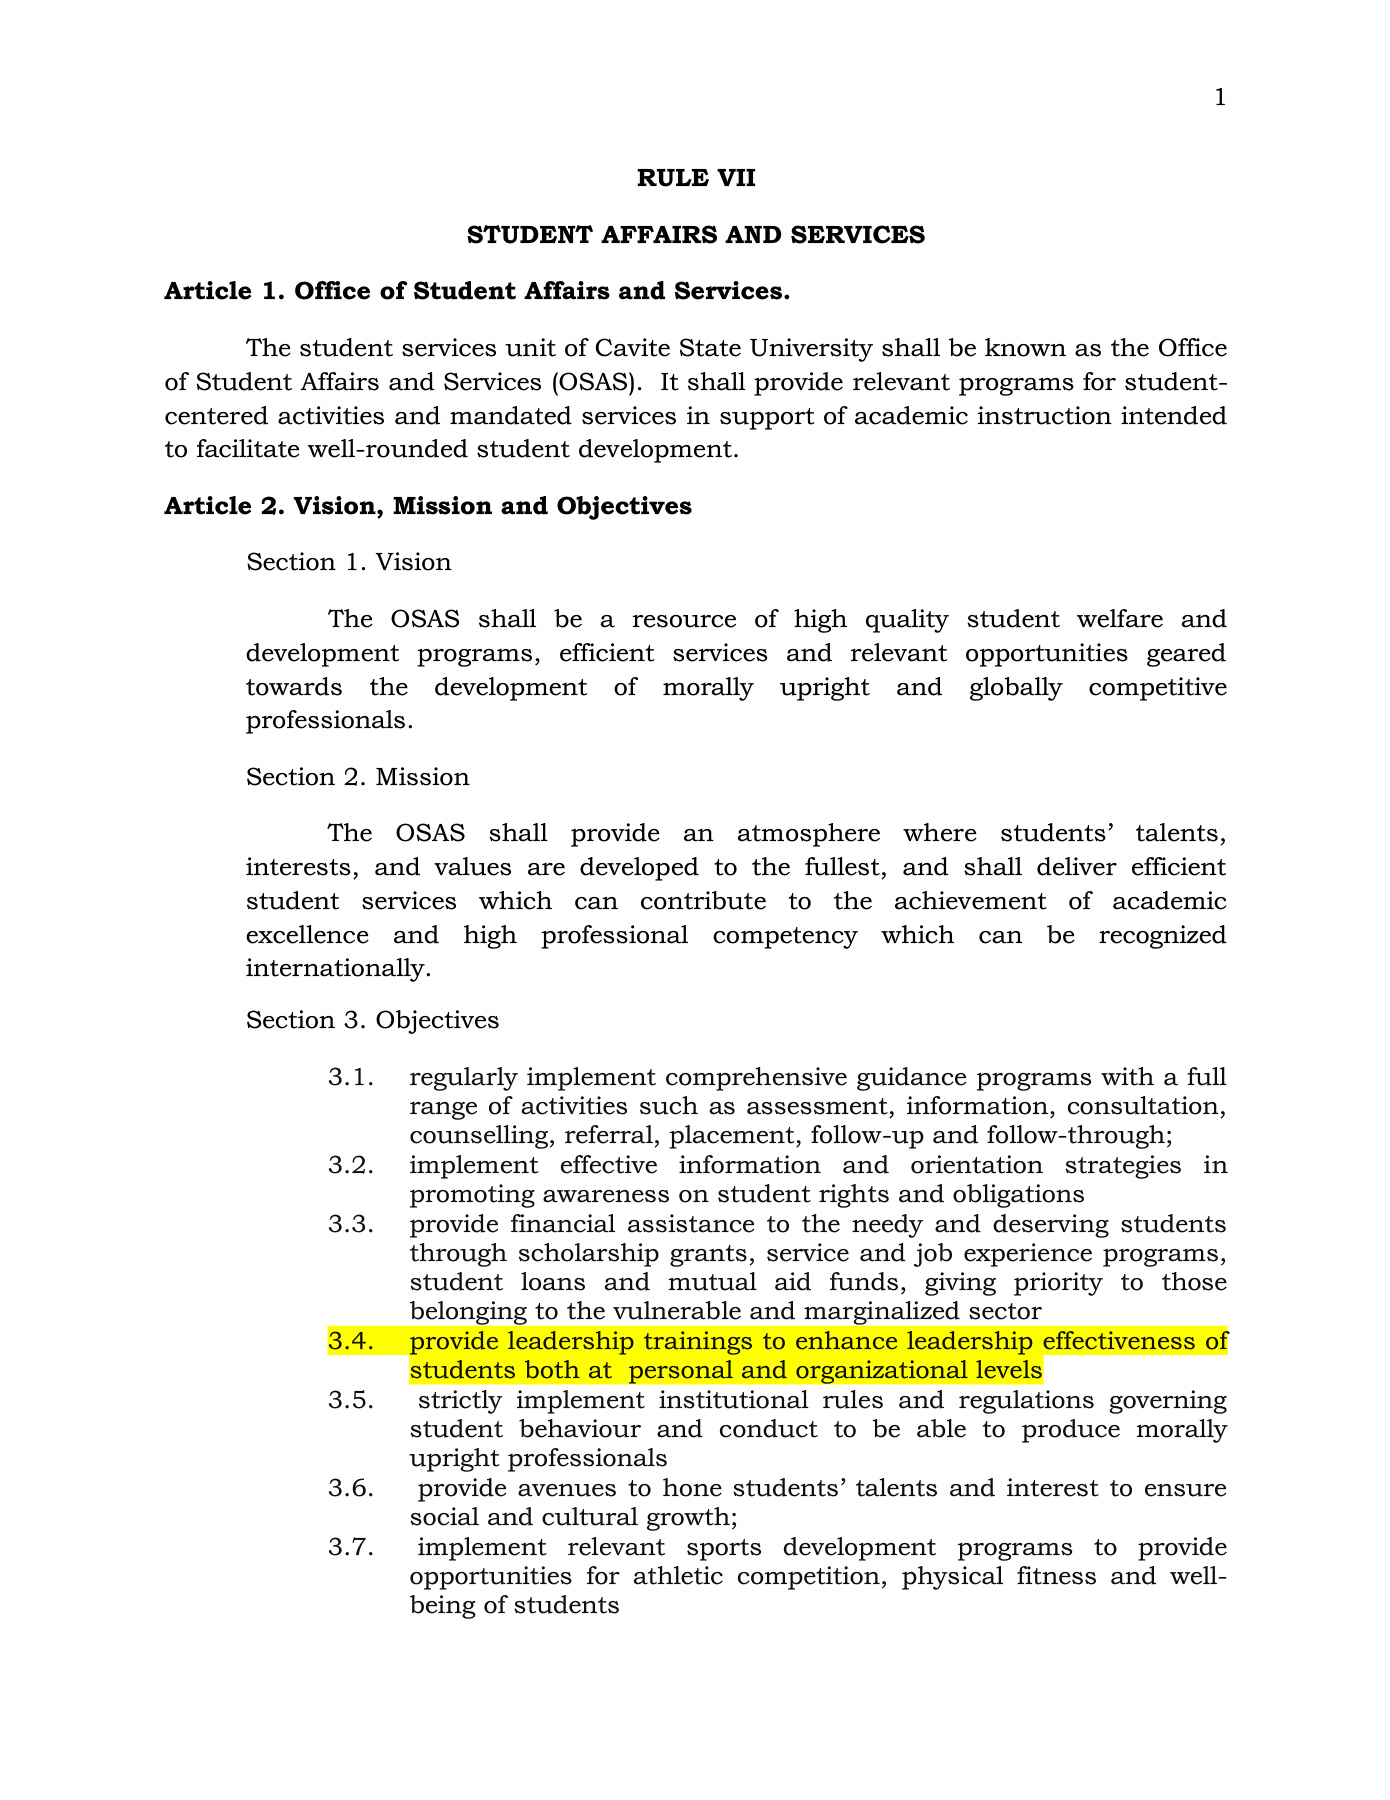 1
RULE VII
STUDENT AFFAIRS AND SERVICES
Article 1. Office of Student Affairs and Services.
The student services unit of Cavite State University shall be known as the Office
of Student Affairs and Services (OSAS).  It shall provide relevant programs for student-
centered activities and mandated services in support of academic instruction intended
to facilitate well-rounded student development.
Article 2. Vision, Mission and Objectives
Section 1. Vision
The OSAS shall be a resource of high quality student welfare and
development programs, efficient services and relevant opportunities geared
towards the development of morally upright and globally competitive
professionals.
Section 2. Mission
The OSAS shall provide an atmosphere where students’ talents,
interests, and values are developed to the fullest, and shall deliver efficient
student services which can contribute to the achievement of academic
excellence and high professional competency which can be recognized
internationally.
Section 3. Objectives
3.1. regularly implement comprehensive guidance programs with a full
range of activities such as assessment, information, consultation,
counselling, referral, placement, follow-up and follow-through;
3.2. implement effective information and orientation strategies in
promoting awareness on student rights and obligations
3.3. provide financial assistance to the needy and deserving students
through scholarship grants, service and job experience programs,
student loans and mutual aid funds, giving priority to those
belonging to the vulnerable and marginalized sector
3.4. provide leadership trainings to enhance leadership effectiveness of
students both at  personal and organizational levels
3.5. strictly implement institutional rules and regulations governing
student behaviour and conduct to be able to produce morally
upright professionals
3.6. provide avenues to hone students’ talents and interest to ensure
social and cultural growth;
3.7. implement relevant sports development programs to provide
opportunities for athletic competition, physical fitness and well-
being of students